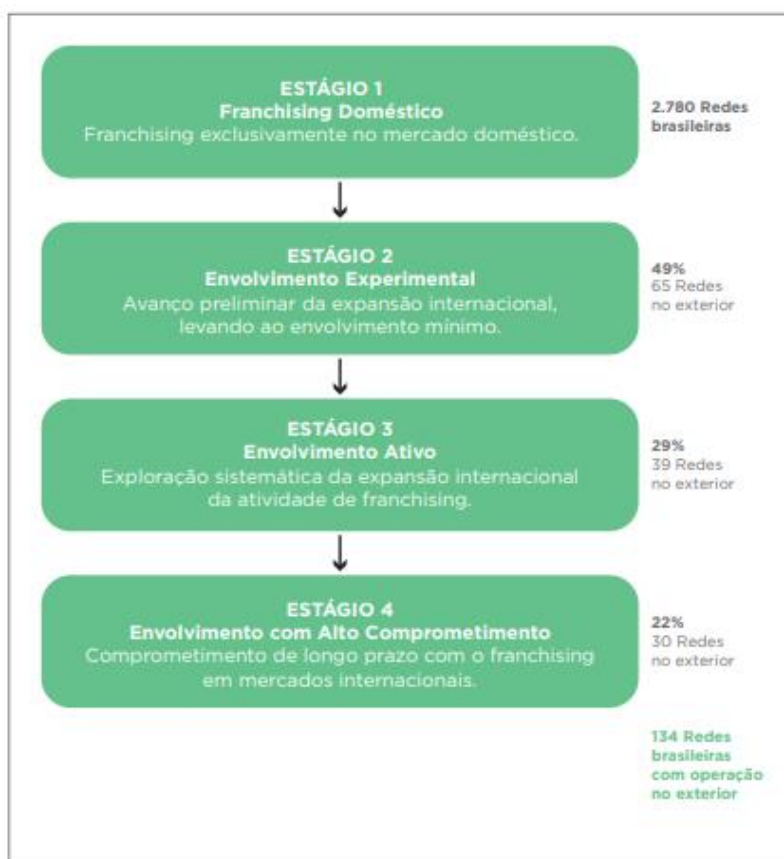 ESTÁGIO 1
Franchising Doméstico
Franchising exclusivamente no mercado doméstico.
2.780 Redes
brasileiras
ESTÁGIO 2
Envolvimento Experimental
Avanço preliminar da expansão internacional,
levando ao envolvimento mínimo.
49%
65 Redes
no exterior
ESTÁGIO 3
Envolvimento Ativo
Exploração sistemática da expansão internacional
da atividade de franchising.
29%
39 Redes
no exterior
ESTÁGIO 4
Envolvimento com Alto Comprometimento
Comprometimento de longo prazo com o franchising
em mercados internacionais.
22%
30 Redes
no exterior
134 Redes
brasileiras
com operação
no exterior